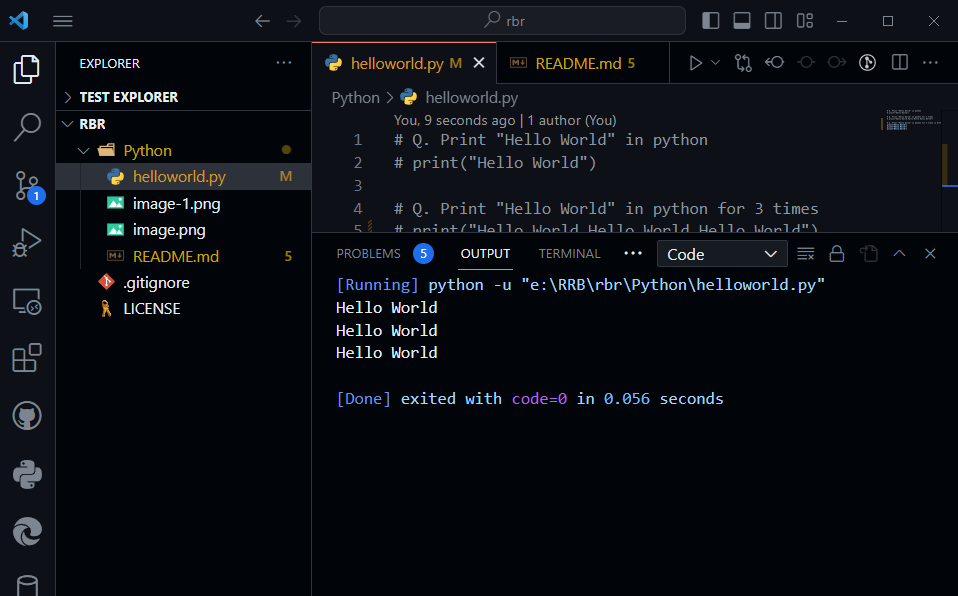 rbr
EXPLORER
TEST EXPLORER
RBR
Python
helloworld.py M
image-1.png
image.png
README.md 5
.gitignore
LICENSE
1
helloworld.py M
README.md 5
Python > helloworld.py
You, 9 seconds ago | 1 author (You)
1 # Q. Print "Hello World" in python
2 # print("Hello World")
3
4 # Q. Print "Hello World" in python for 3 times
5 # print("Hello World Hello World Hello World")
PROBLEMS 5 OUTPUT TERMINAL ··· Code
[Running] python -u "e:\RRB\rbr\Python\helloworld.py"
Hello World
Hello World
Hello World
[Done] exited with code=0 in 0.056 seconds